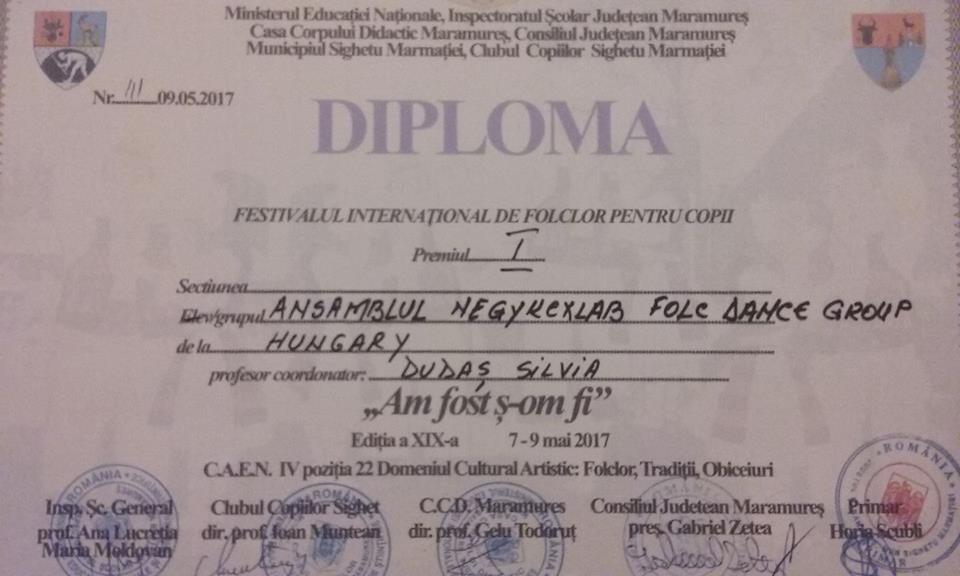 Ministerul Educației Naționale, Inspectoratul Școlar Județean Maramureș
Casa Corpului Didactic Maramureș, Consiliul Județean Maramureș
Municipiul Sighetu Marmației, Clubul Copiilor Sighetu Marmației
Nr. 111 09.05.2017
DIPLOMA
FESTIVALUL INTERNAȚIONAL DE FOLCLOR PENTRU COPII
Premiul I
Sectiunea
Elev/grupul ANSAMBLUL NEGYKEXLAB FOLC DANCE GROUP
de la HUNGARY
profesor coordonator: DUDAȘ SILVIA
„Am fost ș-om fi”
Ediția a XIX-a 7-9 mai 2017
C.A.E.N. IV poziția 22 Domeniul Cultural Artistic: Folclor, Tradiții, Obiceiuri
Insp. Șc. General Clubul Copiilor Sighet C.C.D. Maramures Consiliul Județean Maramureș Primar
prof. Ana Lucreția dir. prof. Ioan Muntean dir. prof. Gelu Todoruț preș. Gabriel Zetea Horia Scubli
Maria Moldovan
ROMÂNIA